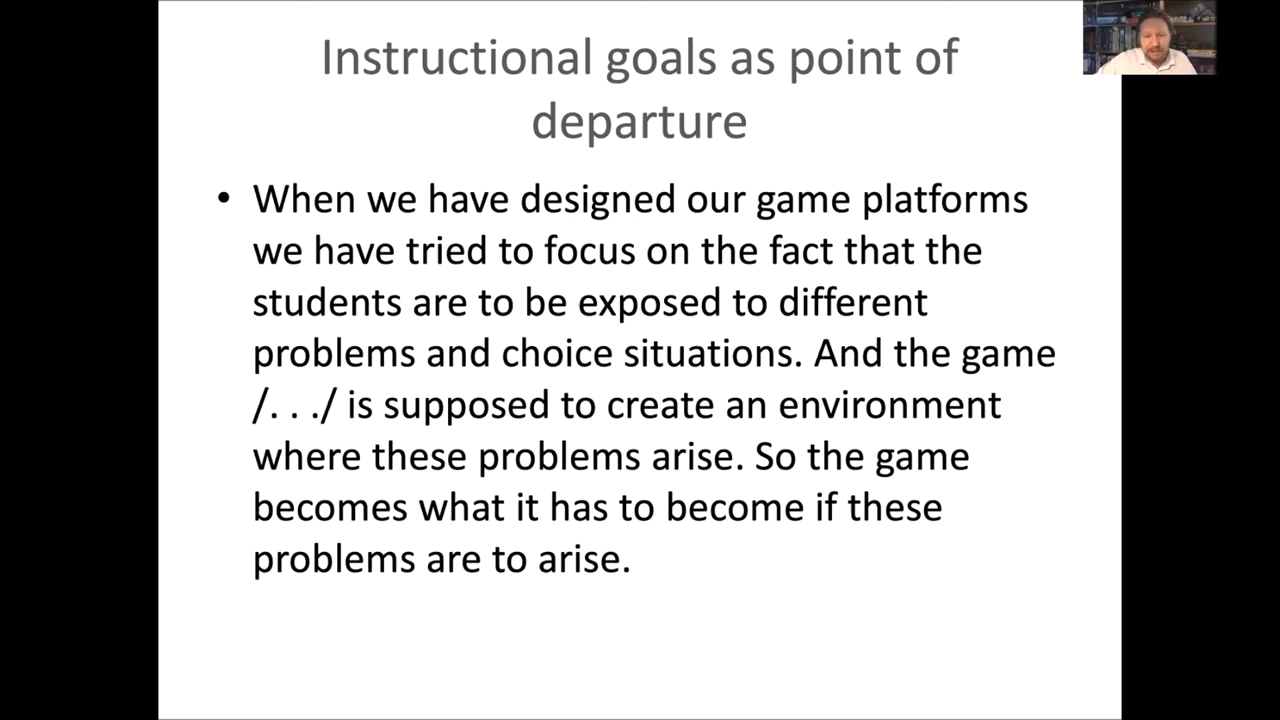 Instructional goals as point of
departure
• When we have designed our game platforms
we have tried to focus on the fact that the
students are to be exposed to different
problems and choice situations. And the game
/. . ./ is supposed to create an environment
where these problems arise. So the game
becomes what it has to become if these
problems are to arise.